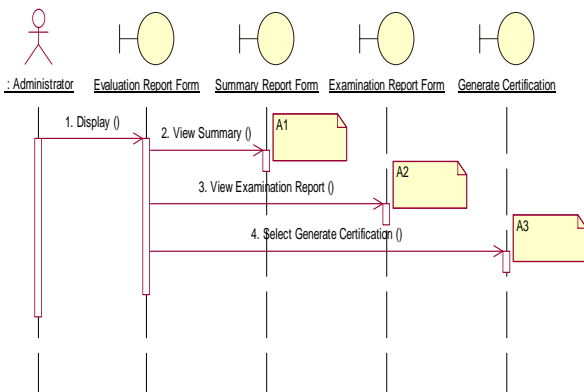 : Administrator
Evaluation Report Form
Summary Report Form
Examination Report Form
Generate Certification
1. Display ()
2. View Summary ()
A1
3. View Examination Report ()
A2
4. Select Generate Certification ()
A3